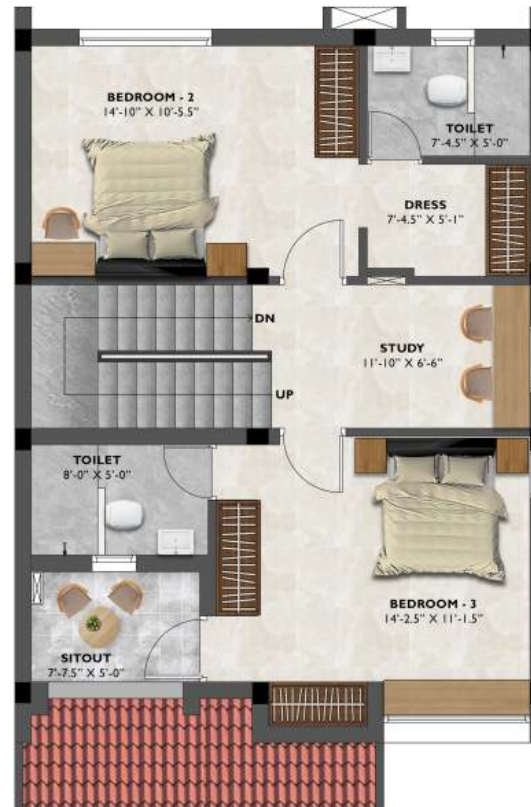 BEDROOM - 2
14'-10" X 10'-5.5"
TOILET
7'-4.5" X 5'-0"
DRESS
7'-4.5" X 5'-1"
DN
STUDY
11'-10" X 6'-6"
UP
TOILET
8'-0" X 5'-0"
BEDROOM - 3
14'-2.5" X 11'-1.5"
SITOUT
7'-7.5" X 5'-0"